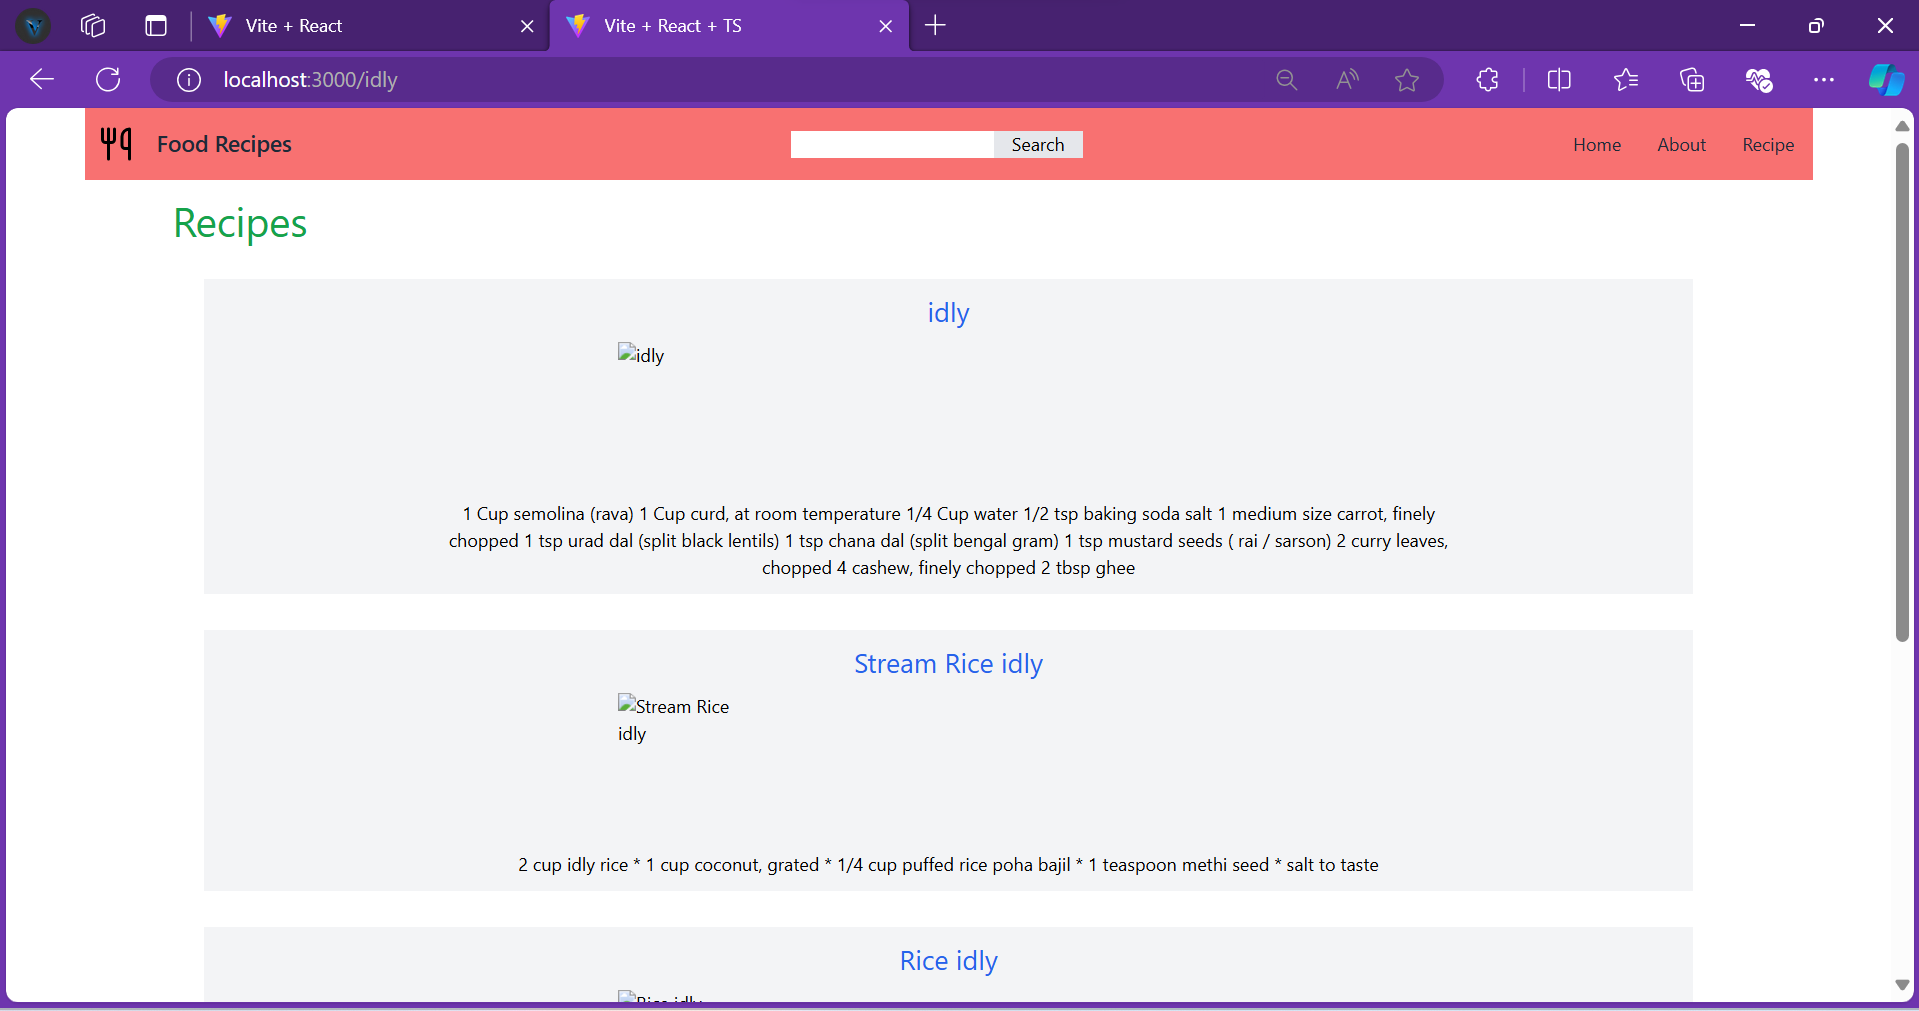 Vite + React
Vite + React + TS
localhost:3000/idly
Food Recipes
Search
Home
About
Recipe
Recipes
idly
idly
1 Cup semolina (rava) 1 Cup curd, at room temperature 1/4 Cup water 1/2 tsp baking soda salt 1 medium size carrot, finely
chopped 1 tsp urad dal (split black lentils) 1 tsp chana dal (split bengal gram) 1 tsp mustard seeds ( rai / sarson) 2 curry leaves,
chopped 4 cashew, finely chopped 2 tbsp ghee
Stream Rice idly
Stream Rice
idly
2 cup idly rice * 1 cup coconut, grated * 1/4 cup puffed rice poha bajil * 1 teaspoon methi seed * salt to taste
Rice idly
Rice idly